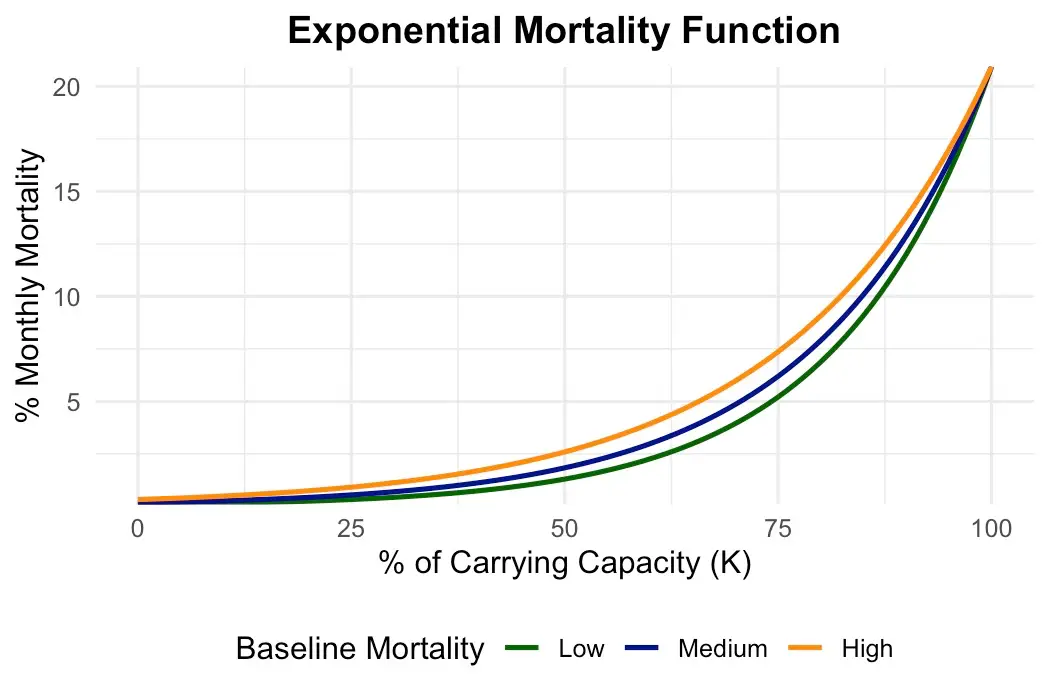 Exponential Mortality Function
% Monthly Mortality
20
15
10
5
0 25 50 75 100
% of Carrying Capacity (K)
Baseline Mortality Low Medium High